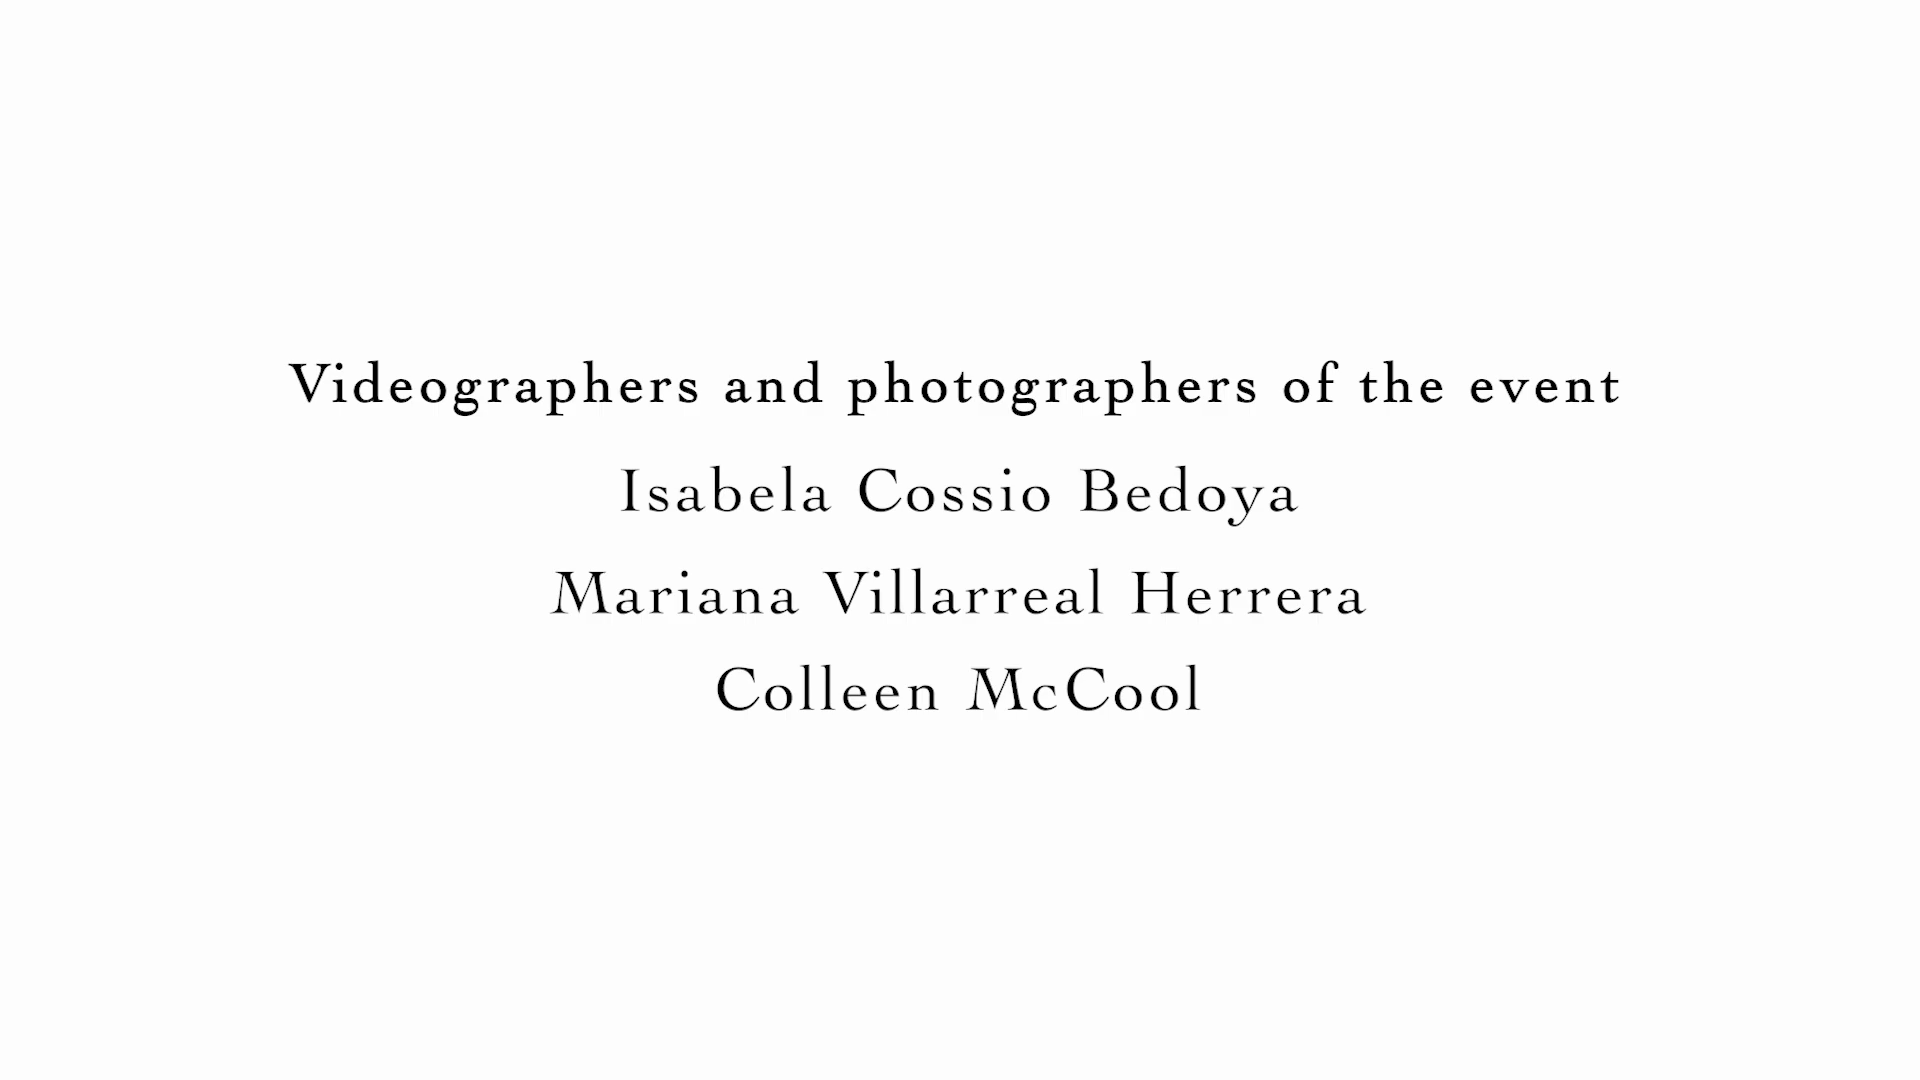 Videographers and photographers of the event
Isabela Cossio Bedoya
Mariana Villarreal Herrera
Colleen McCool